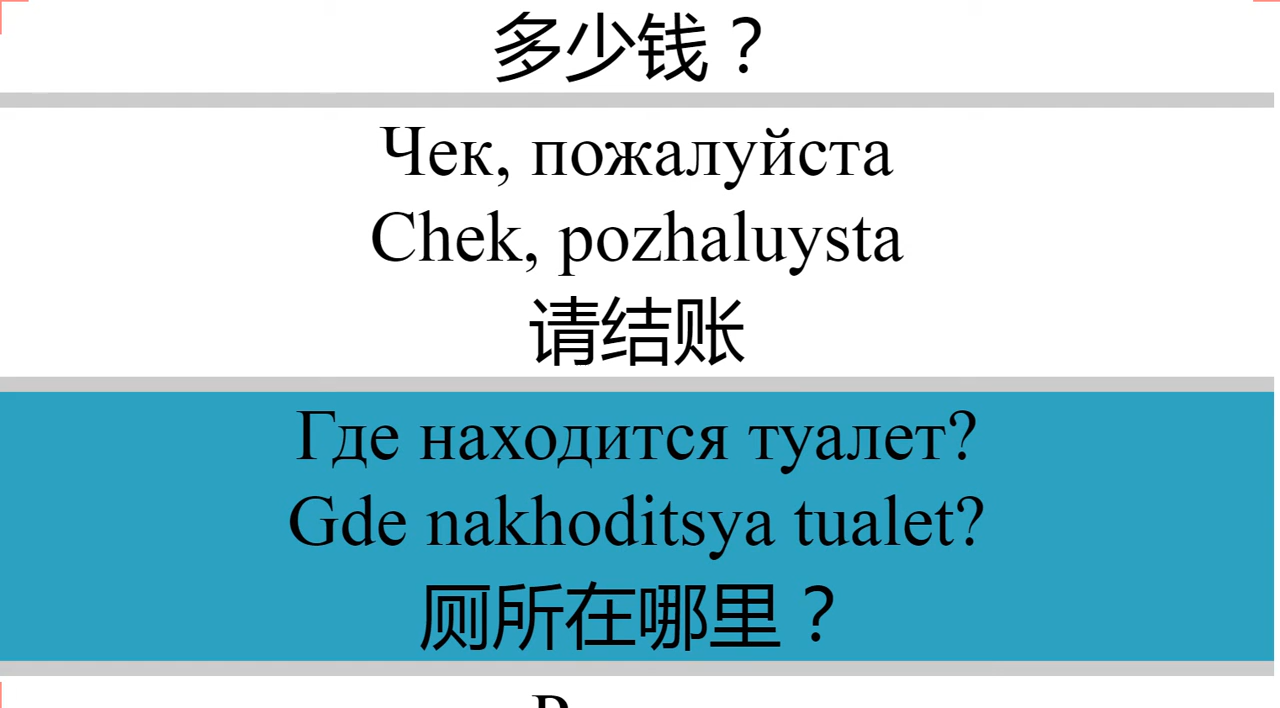 多少钱？
Чек, пожалуйста
Chek, pozhaluysta
请结账
Где находится туалет?
Gde nakhoditsya tualet?
厕所在哪里？